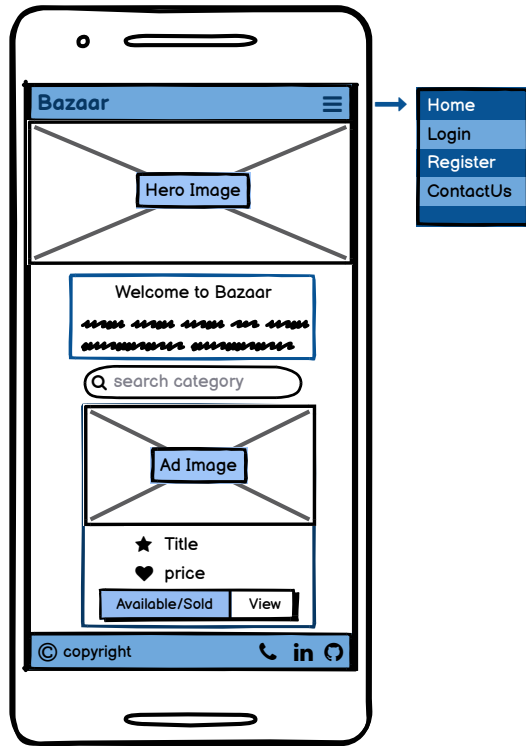 Bazaar
Home
Login
Register
ContactUs
Hero Image
Welcome to Bazaar
search category
Ad Image
Title
price
Available/Sold
View
© copyright
in